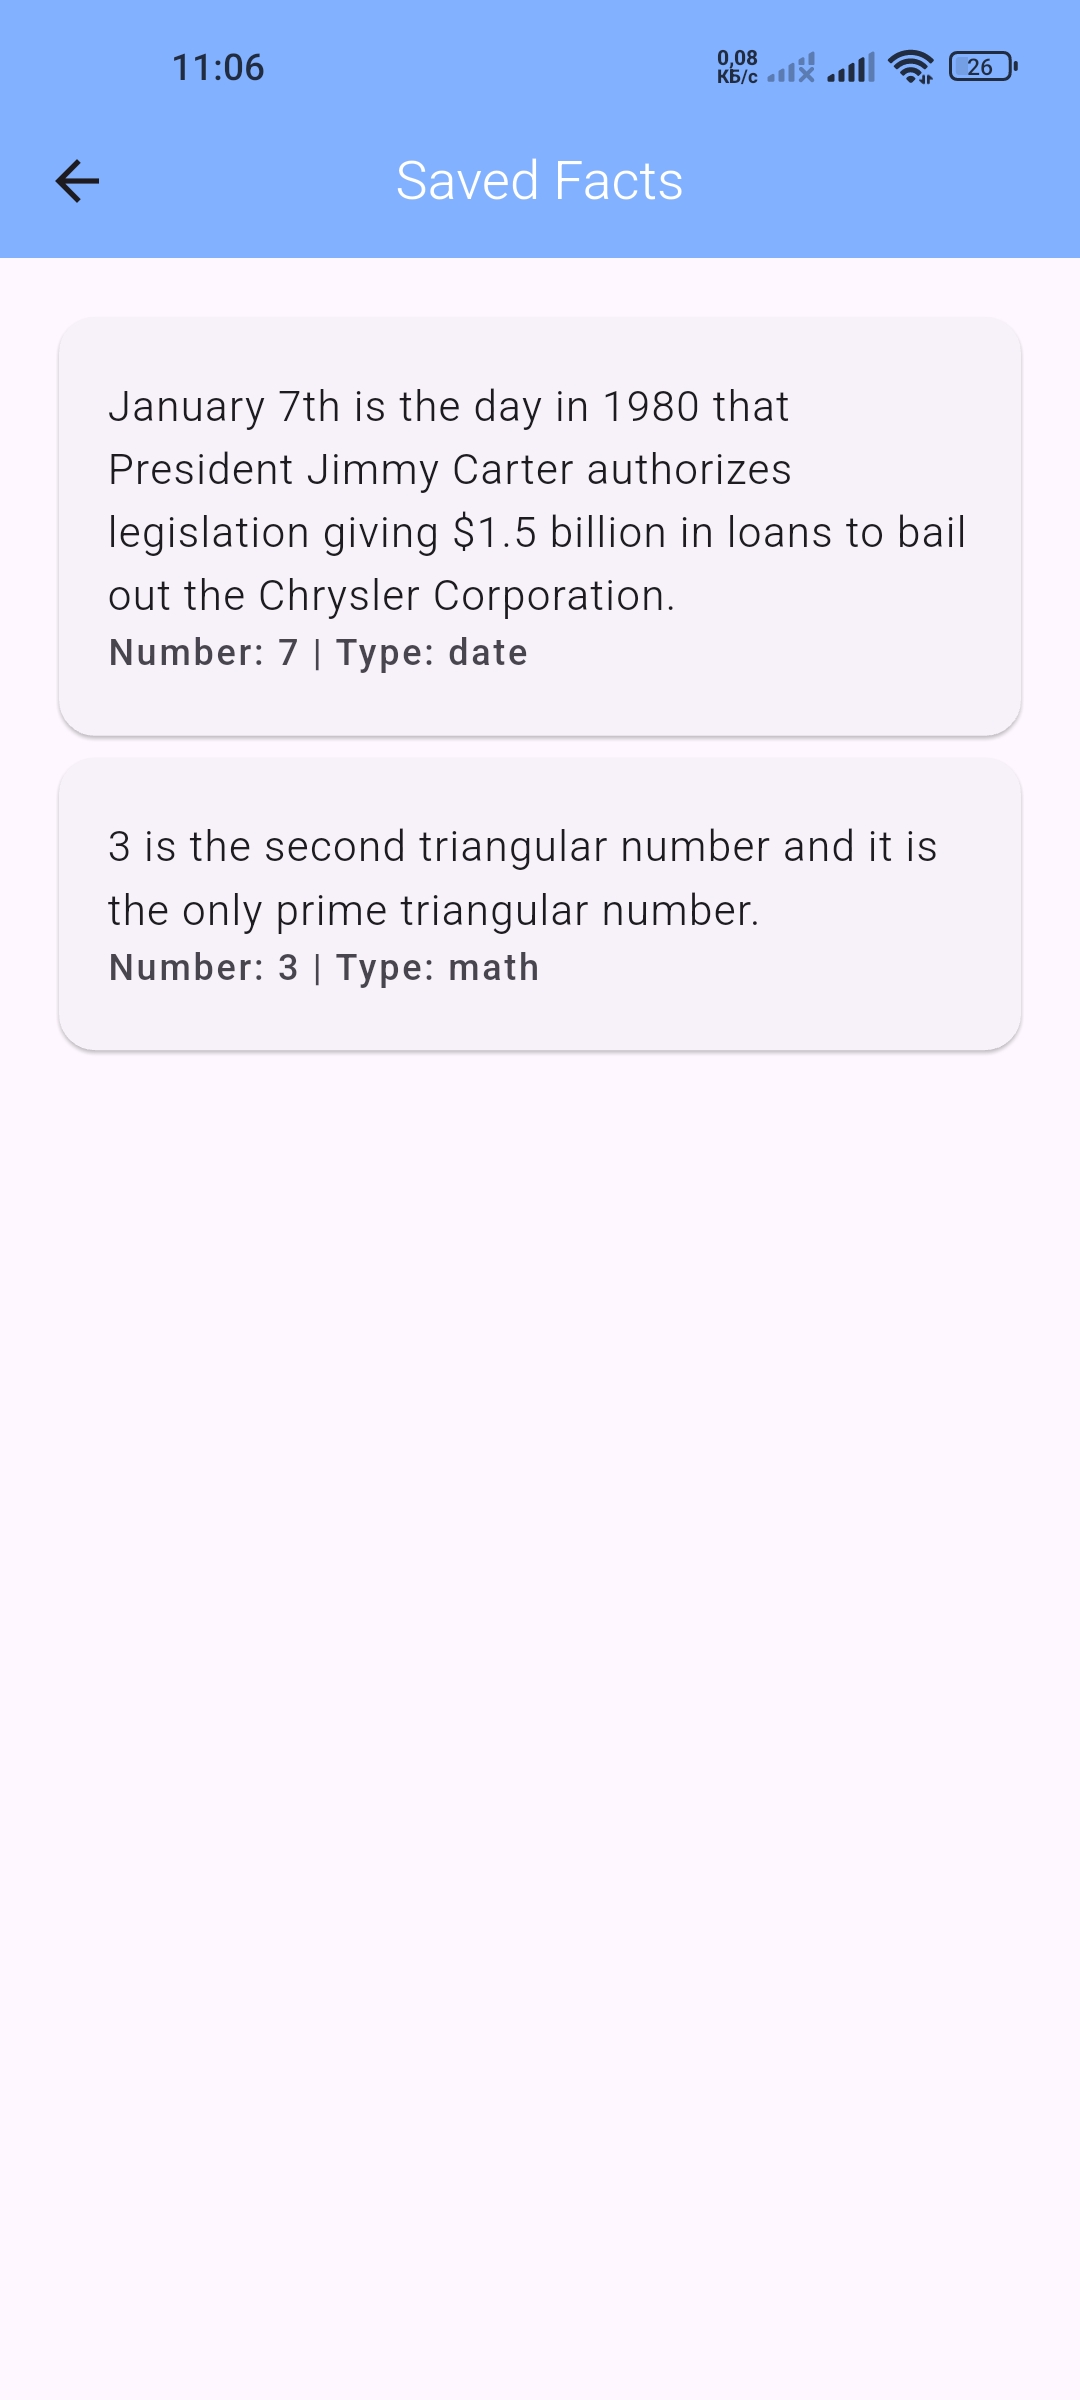 11:06
0,08
КБ/с
26
Saved Facts
January 7th is the day in 1980 that
President Jimmy Carter authorizes
legislation giving $1.5 billion in loans to bail
out the Chrysler Corporation.
Number: 7 | Type: date
3 is the second triangular number and it is
the only prime triangular number.
Number: 3 | Type: math